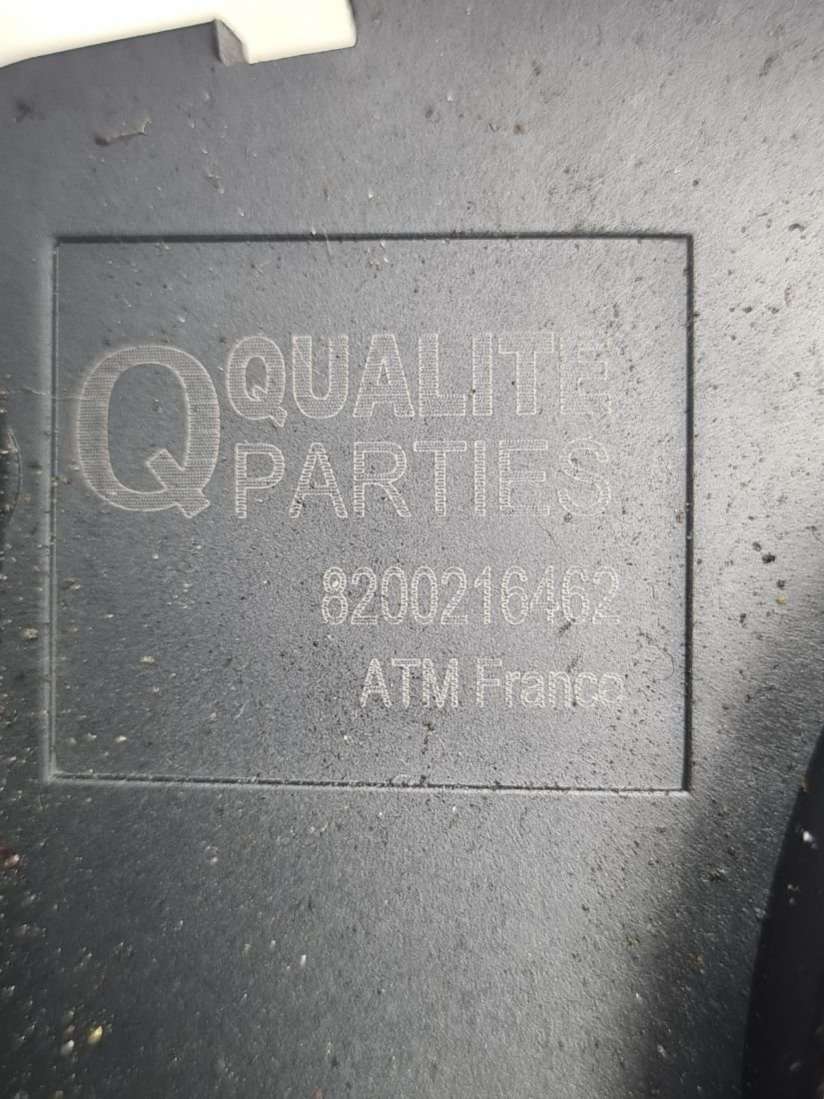 Q QUALITE
PARTIES
8200216462
ATM France